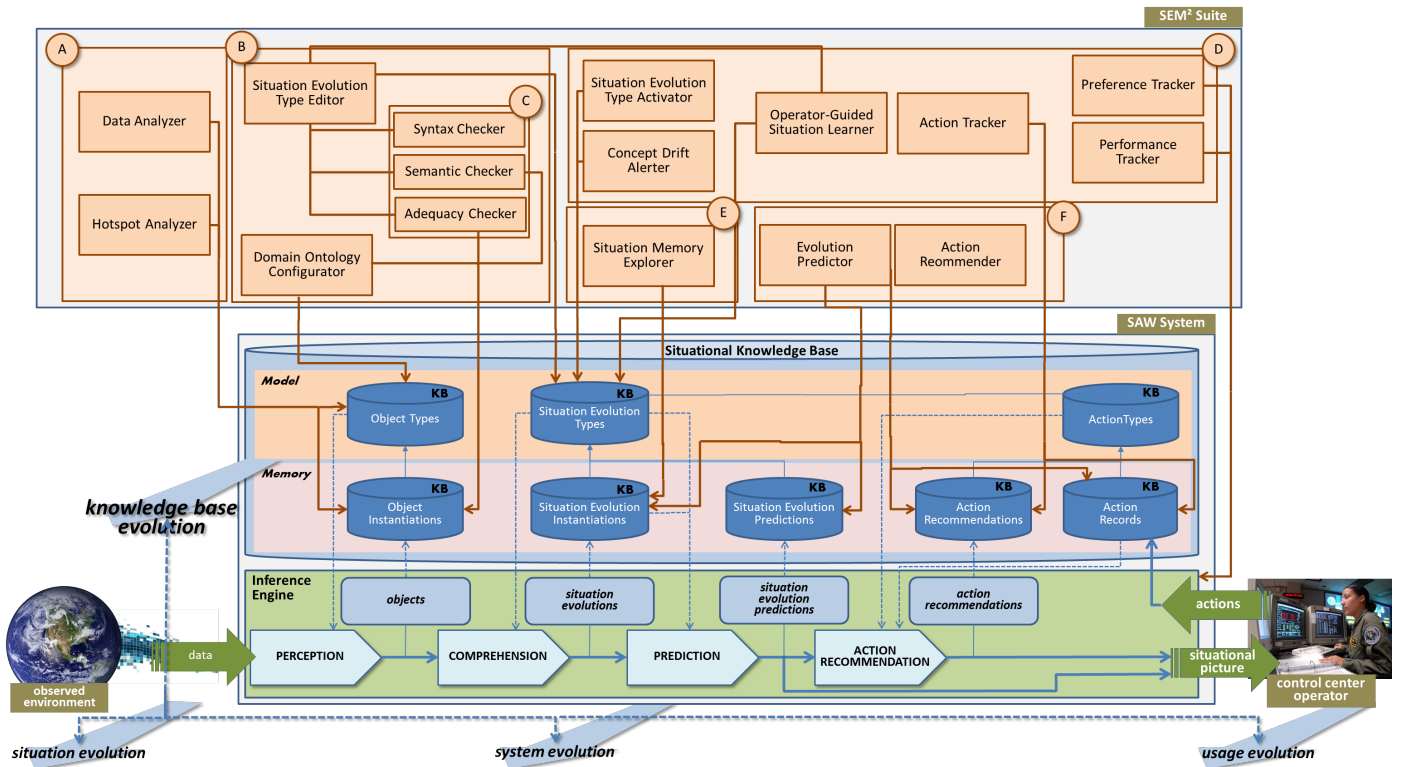 SEM² Suite
A
B
D
Situation Evolution
Type Editor
C
Data Analyzer
Syntax Checker
Semantic Checker
Adequacy Checker
Hotspot Analyzer
Domain Ontology
Configurator
Situation Evolution
Type Activator
Concept Drift
Alerter
Operator-Guided
Situation Learner
Action Tracker
Preference Tracker
Performance
Tracker
E
Situation Memory
Explorer
F
Evolution
Predictor
Action
Reommender
SAW System
Situational Knowledge Base
Model
KB
Object Types
KB
Situation Evolution
Types
KB
ActionTypes
Memory
KB
Object
Instantiations
KB
Situation Evolution
Instantiations
KB
Situation Evolution
Predictions
KB
Action
Recommendations
KB
Action
Records
knowledge base
evolution
Inference
Engine
objects
situation
evolutions
situation
evolution
predictions
action
recommendations
actions
data
PERCEPTION
COMPREHENSION
PREDICTION
ACTION
RECOMMENDATION
situational
picture
observed
environment
control center
operator
situation evolution
system evolution
usage evolution